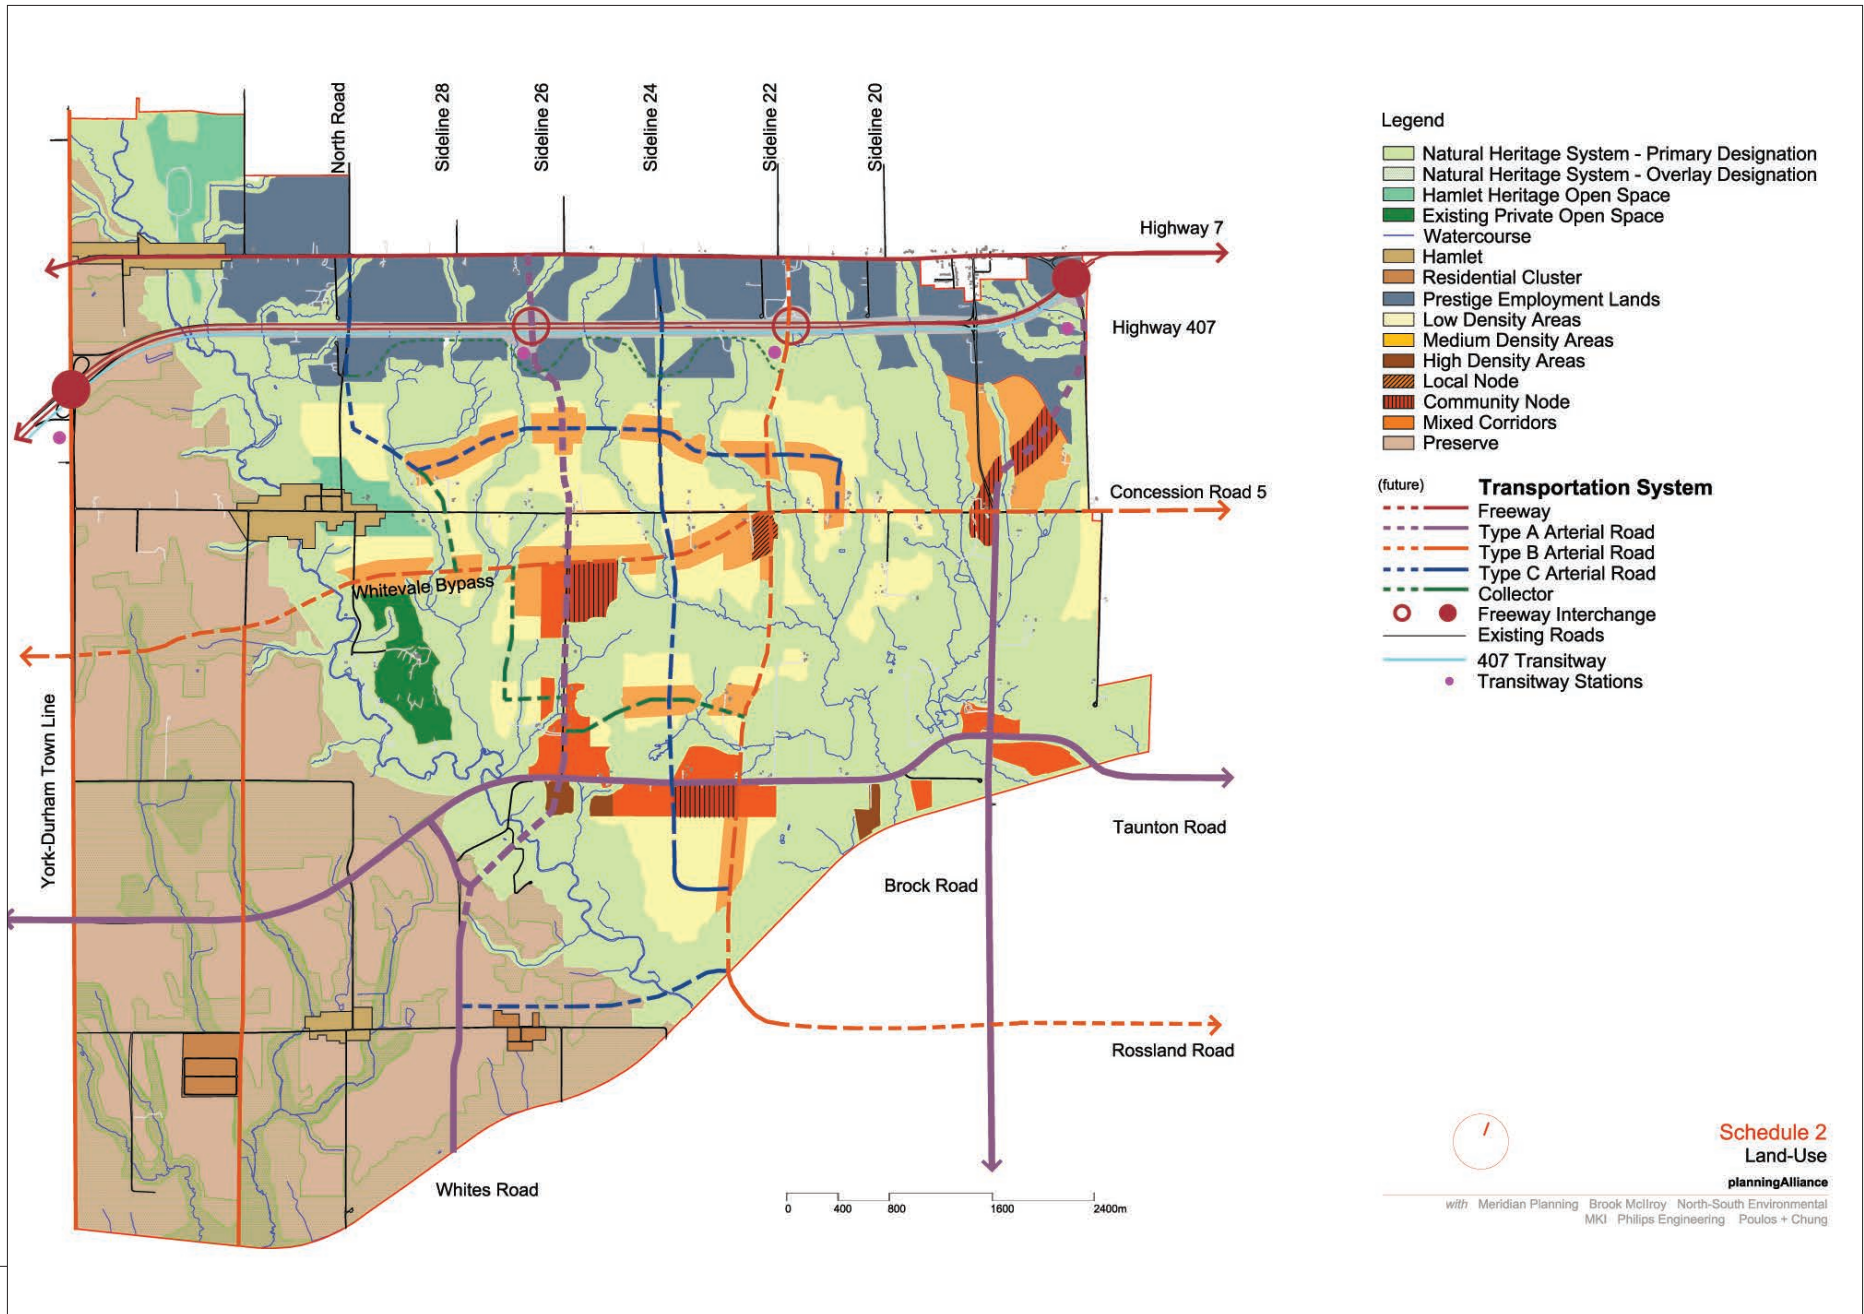 North Road
Sideline 28
Sideline 26
Sideline 24
Sideline 22
Sideline 20
Highway 7
Highway 407
Concession Road 5
Whitevale Bypass
York-Durham Town Line
Taunton Road
Brock Road
Rossland Road
Whites Road
0 400 800 1600 2400m
Legend
Natural Heritage System - Primary Designation
Natural Heritage System - Overlay Designation
Hamlet Heritage Open Space
Existing Private Open Space
Watercourse
Hamlet
Residential Cluster
Prestige Employment Lands
Low Density Areas
Medium Density Areas
High Density Areas
Local Node
Community Node
Mixed Corridors
Preserve
(future) Transportation System
Freeway
Type A Arterial Road
Type B Arterial Road
Type C Arterial Road
Collector
Freeway Interchange
Existing Roads
407 Transitway
Transitway Stations
Schedule 2
Land-Use
planningAlliance
with Meridian Planning Brook McIlroy North-South Environmental
MKI Philips Engineering Poulos + Chung